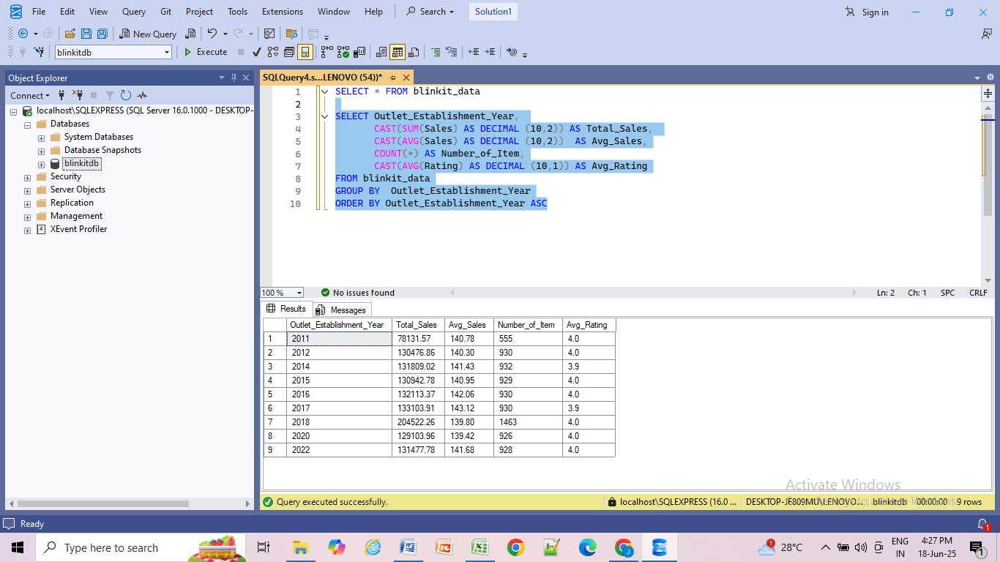 File Edit View Query Git Project Tools Extensions Window Help Search Solution1 Sign in
New Query
blinkitdb Execute
Object Explorer
Connect
localhost\SQLEXPRESS (SQL Server 16.0.1000 - DESKTOP-
Databases
System Databases
Database Snapshots
blinkitdb
Security
Server Objects
Replication
Management
XEvent Profiler
SQLQuery4.s...LENOVO (54))*
1 SELECT * FROM blinkit_data
2
3 SELECT Outlet_Establishment_Year,
4 CAST(SUM(Sales) AS DECIMAL (10,2)) AS Total_Sales,
5 CAST(AVG(Sales) AS DECIMAL (10,2)) AS Avg_Sales,
6 COUNT(*) AS Number_of_Item,
7 CAST(AVG(Rating) AS DECIMAL (10,1)) AS Avg_Rating
8 FROM blinkit_data
9 GROUP BY Outlet_Establishment_Year
10 ORDER BY Outlet_Establishment_Year ASC
100 % No issues found Ln: 2 Ch: 1 SPC CRLF
Results Messages
Outlet_Establishment_Year Total_Sales Avg_Sales Number_of_Item Avg_Rating
1 2011 78131.57 140.78 555 4.0
2 2012 130476.86 140.30 930 4.0
3 2014 131809.02 141.43 932 3.9
4 2015 130942.78 140.95 929 4.0
5 2016 132113.37 142.06 930 4.0
6 2017 133103.91 143.12 930 3.9
7 2018 204522.26 139.80 1463 4.0
8 2020 129103.96 139.42 926 4.0
9 2022 131477.78 141.68 928 4.0
Activate Windows
Query executed successfully. localhost\SQLEXPRESS (16.0 ... DESKTOP-JE809MU\LENOVO... blinkitdb 00:00:00 9 rows
Ready 1
Type here to search 1 28°C ENG 4:27 PM
IN 18-Jun-25 1